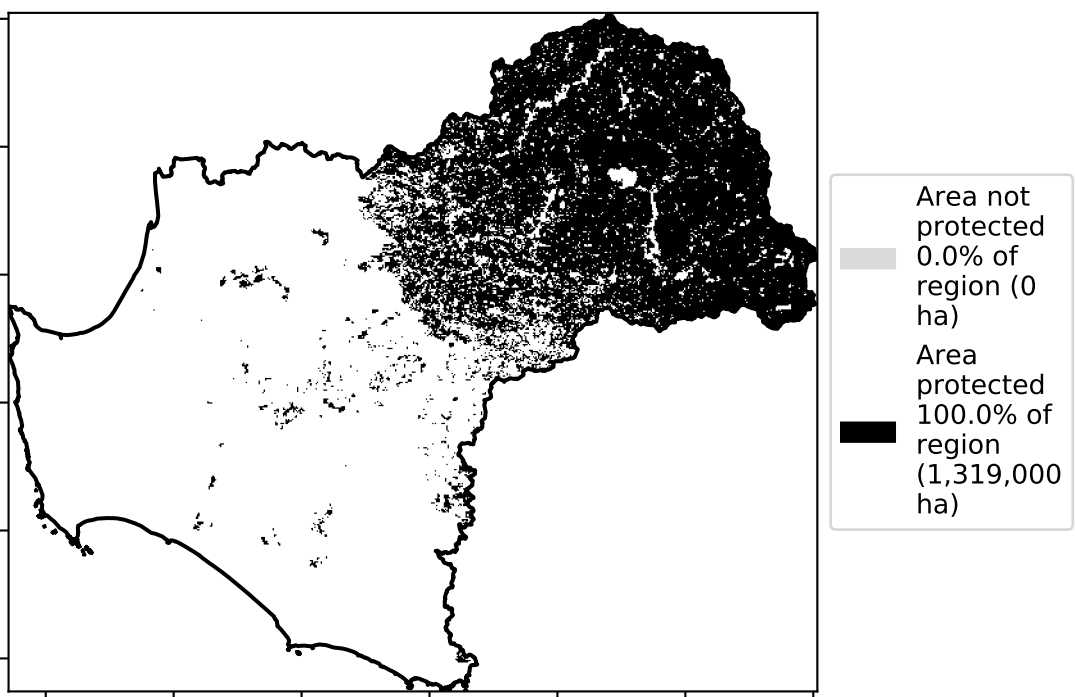 Area not
protected
0.0% of
region (0
ha)
Area
protected
100.0% of
region
(1,319,000
ha)